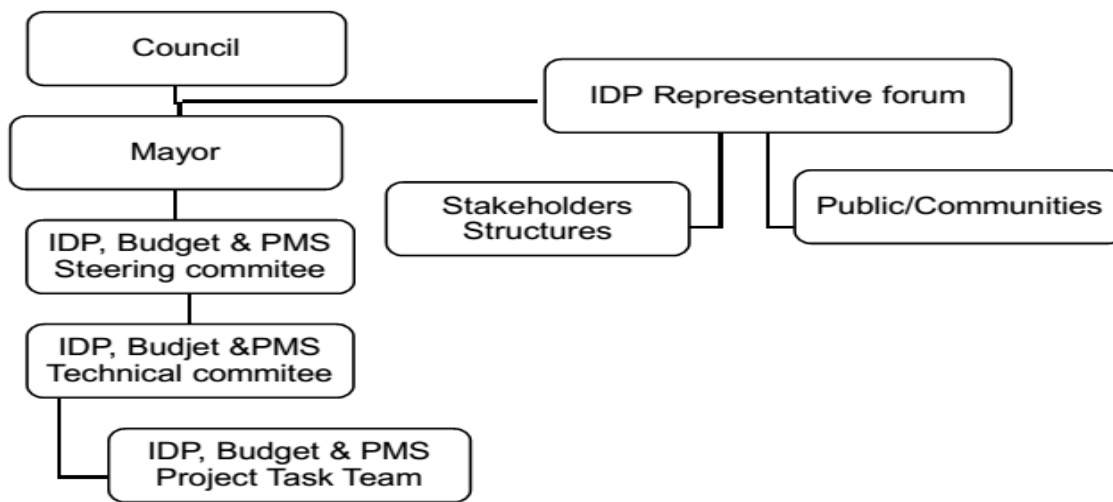 Council
IDP Representative forum
Mayor
Stakeholders
Structures
Public/Communities
IDP, Budget & PMS
Steering commitee
IDP, Budjet &PMS
Technical commitee
IDP, Budget & PMS
Project Task Team